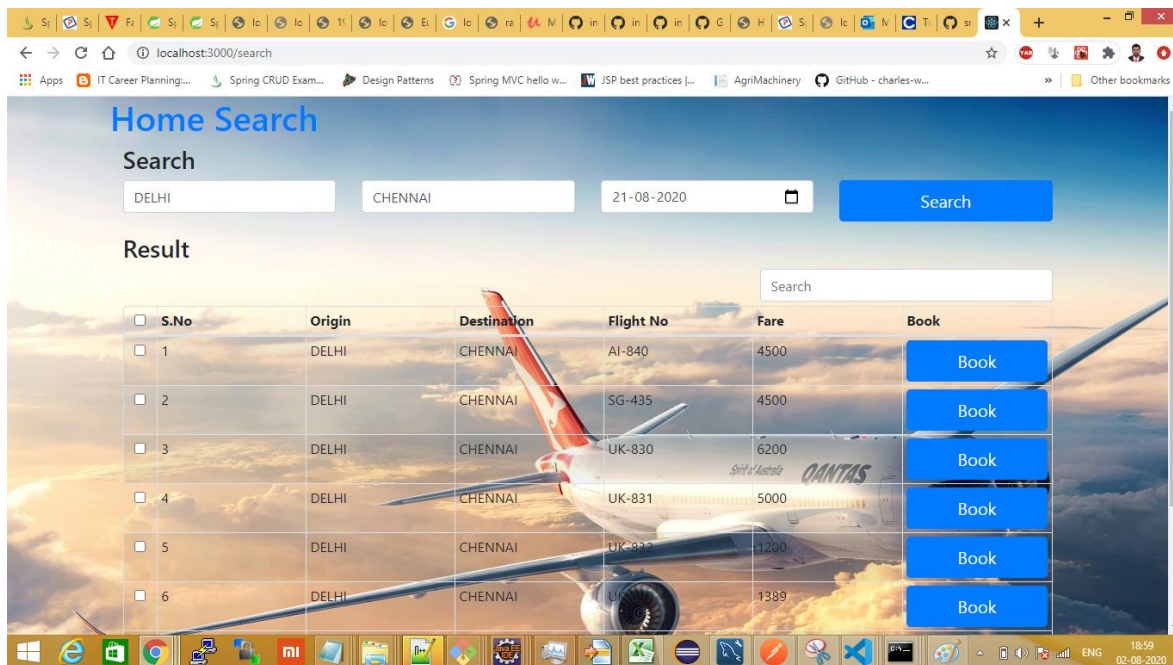 localhost:3000/search
Apps IT Career Planning:... Spring CRUD Exam... Design Patterns Spring MVC hello w... JSP best practices |... AgriMachinery GitHub - charles-w... » Other bookmarks
Home Search
Search
DELHI CHENNAI 21-08-2020 Search
Result
Search
S.No Origin Destination Flight No Fare Book
1 DELHI CHENNAI AI-840 4500 Book
2 DELHI CHENNAI SG-435 4500 Book
3 DELHI CHENNAI UK-830 6200 Book
Spirit of Australia QANTAS
4 DELHI CHENNAI UK-831 5000 Book
5 DELHI CHENNAI UK-832 1200 Book
6 DELHI CHENNAI 1389 Book
ENG 18:59
02-08-2020